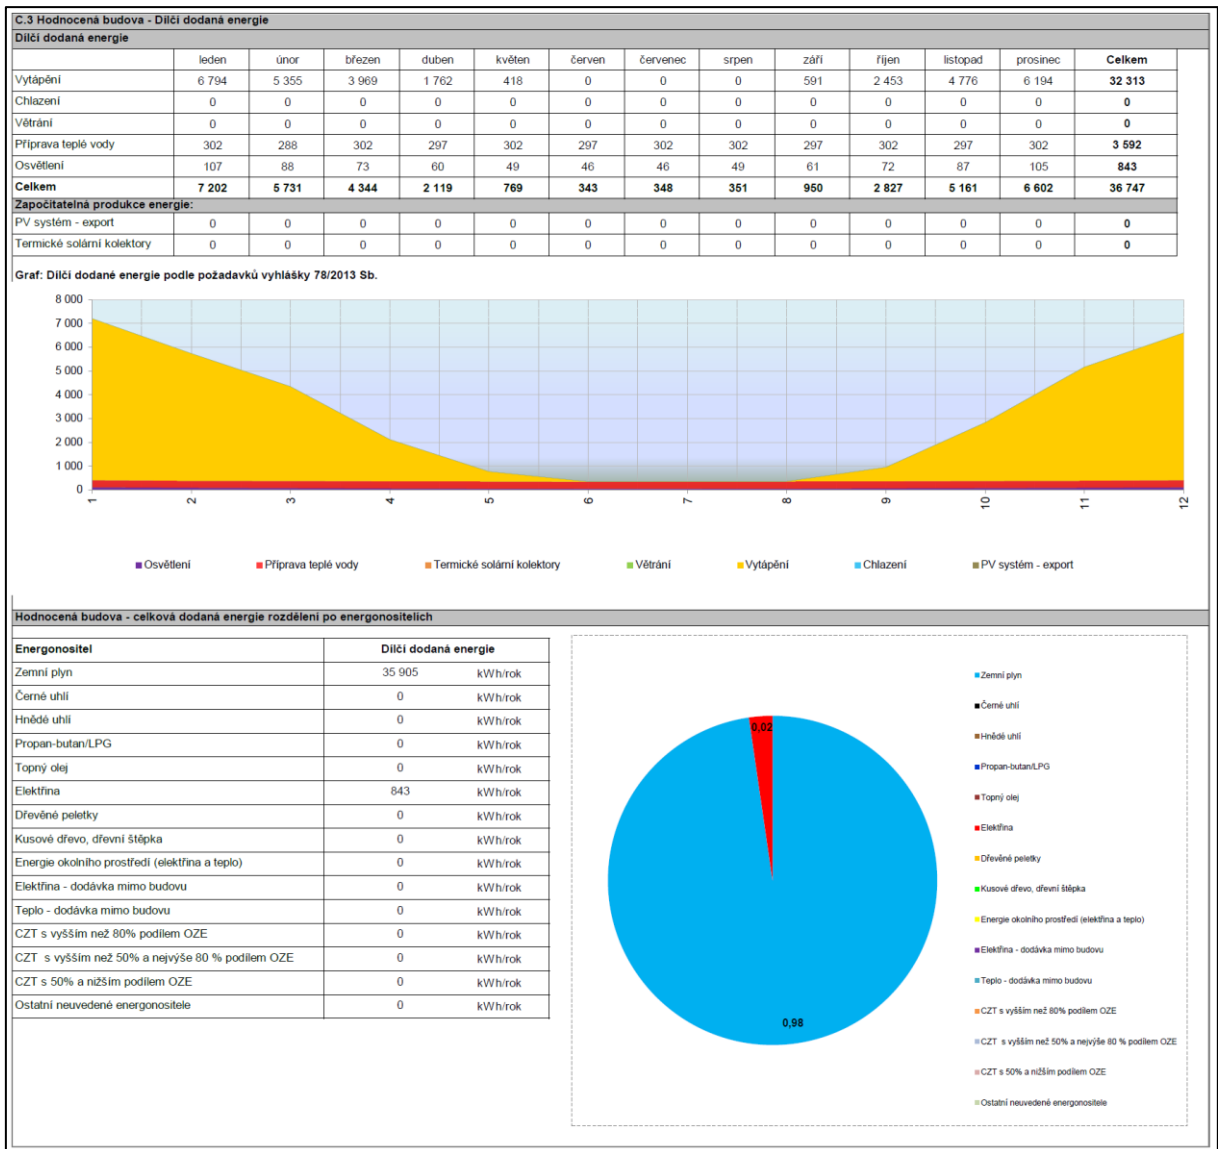 C.3 Hodnocená budova - Dílčí dodaná energie
Dílčí dodaná energie
leden únor březen duben květen červen červenec srpen září říjen listopad prosinec Celkem
Vytápění 6 794 5 355 3 969 1 762 418 0 0 0 591 2 453 4 776 6 194 32 313
Chlazení 0 0 0 0 0 0 0 0 0 0 0 0 0
Větrání 0 0 0 0 0 0 0 0 0 0 0 0 0
Příprava teplé vody 302 288 302 297 302 297 302 302 297 302 297 302 3 592
Osvětlení 107 88 73 60 49 46 46 49 61 72 87 105 843
Celkem 7 202 5 731 4 344 2 119 769 343 348 351 950 2 827 5 161 6 602 36 747
Započitatelná produkce energie:
PV systém - export 0 0 0 0 0 0 0 0 0 0 0 0 0
Termické solární kolektory 0 0 0 0 0 0 0 0 0 0 0 0 0
Graf: Dílčí dodané energie podle požadavků vyhlášky 78/2013 Sb.
8 000
7 000
6 000
5 000
4 000
3 000
2 000
1 000
0
1 2 3 4 5 6 7 8 9 10 11 12
Osvětlení Příprava teplé vody Termické solární kolektory Větrání Vytápění Chlazení PV systém - export
Hodnocená budova - celková dodaná energie rozdělení po energonositelích
Energonositel Dílčí dodaná energie
Zemní plyn 35 905 kWh/rok
Černé uhlí 0 kWh/rok
Hnědé uhlí 0 kWh/rok
Propan-butan/LPG 0 kWh/rok
Topný olej 0 kWh/rok
Elektřina 843 kWh/rok
Dřevěné peletky 0 kWh/rok
Kusové dřevo, dřevní štěpka 0 kWh/rok
Energie okolního prostředí (elektřina a teplo) 0 kWh/rok
Elektřina - dodávka mimo budovu 0 kWh/rok
Teplo - dodávka mimo budovu 0 kWh/rok
CZT s vyšším než 80% podílem OZE 0 kWh/rok
CZT  s vyšším než 50% a nejvýše 80 % podílem OZE 0 kWh/rok
CZT s 50% a nižším podílem OZE 0 kWh/rok
Ostatní neuvedené energonositele 0 kWh/rok
0,02
0,98
Zemní plyn
Černé uhlí
Hnědé uhlí
Propan-butan/LPG
Topný olej
Elektřina
Dřevěné peletky
Kusové dřevo, dřevní štěpka
Energie okolního prostředí (elektřina a teplo)
Elektřina - dodávka mimo budovu
Teplo - dodávka mimo budovu
CZT s vyšším než 80% podílem OZE
CZT  s vyšším než 50% a nejvýše 80 % podílem OZE
CZT s 50% a nižším podílem OZE
Ostatní neuvedené energonositele